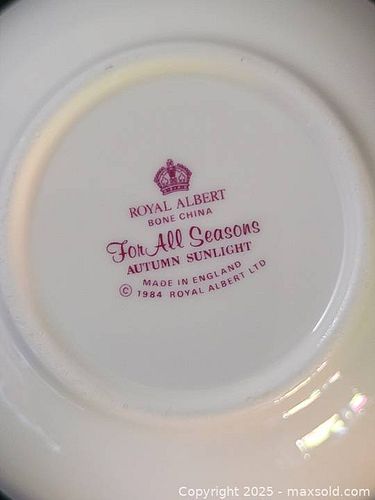 ROYAL ALBERT
BONE CHINA
For All Seasons
AUTUMN SUNLIGHT
MADE IN ENGLAND
© 1984 ROYAL ALBERT LTD
Copyright 2025 - maxsold.com